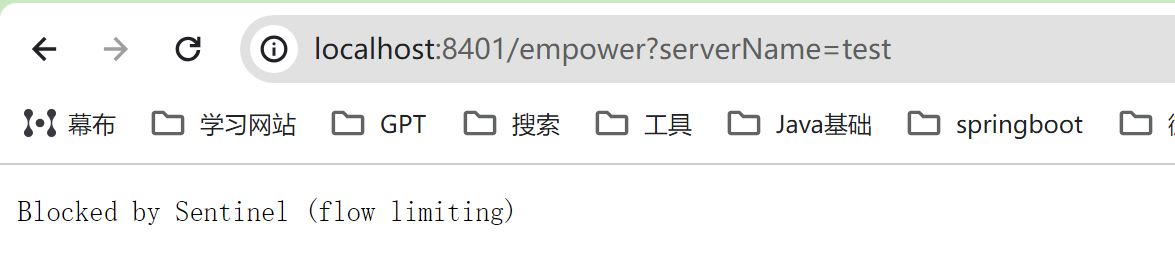 localhost:8401/empower?serverName=test
幕布 学习网站 GPT 搜索 工具 Java基础 springboot
Blocked by Sentinel (flow limiting)